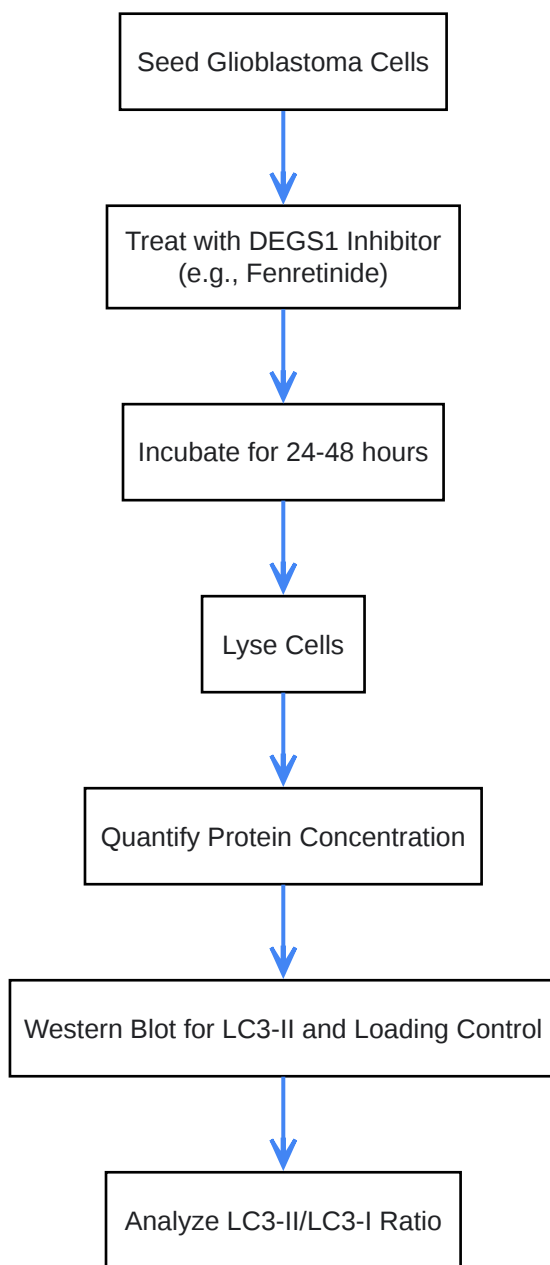 Seed Glioblastoma Cells
Treat with DEGS1 Inhibitor
(e.g., Fenretinide)
Incubate for 24-48 hours
Lyse Cells
Quantify Protein Concentration
Western Blot for LC3-II and Loading Control
Analyze LC3-II/LC3-I Ratio